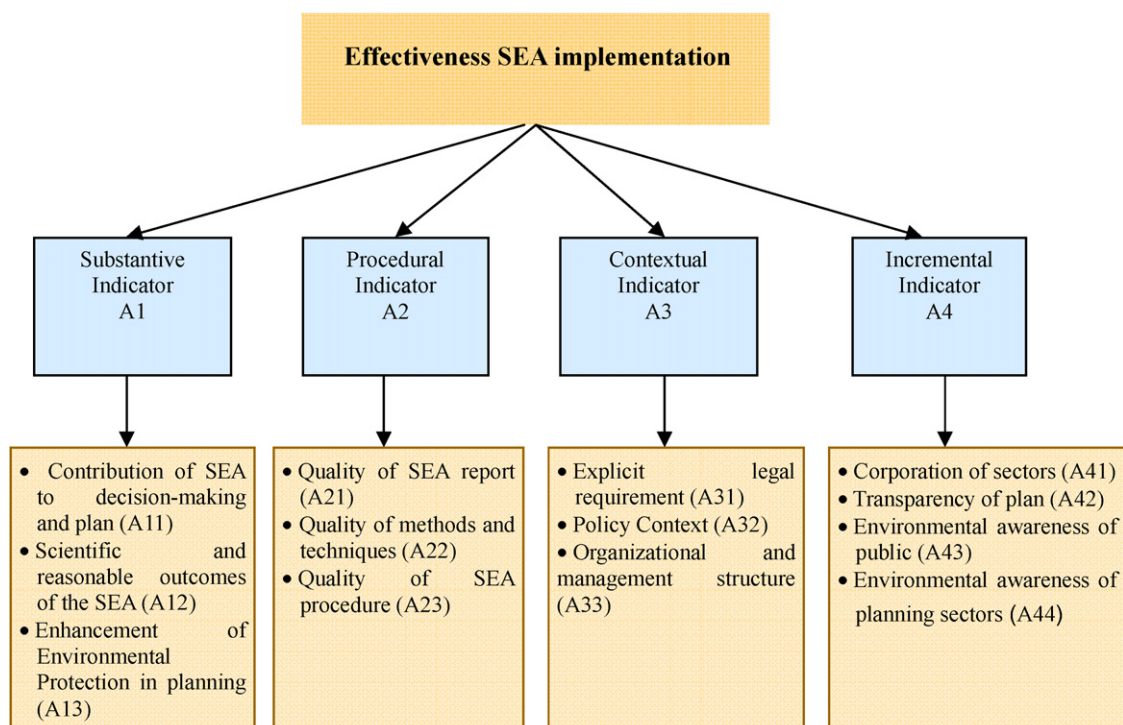 Effectiveness SEA implementation
Substantive
Indicator
A1
Procedural
Indicator
A2
Contextual
Indicator
A3
Incremental
Indicator
A4
• Contribution of SEA
to decision-making
and plan (A11)
• Scientific and
reasonable outcomes
of the SEA (A12)
• Enhancement of
Environmental
Protection in planning
(A13)
• Quality of SEA report
(A21)
• Quality of methods and
techniques (A22)
• Quality of SEA
procedure (A23)
• Explicit legal
requirement (A31)
• Policy Context (A32)
• Organizational and
management structure
(A33)
• Corporation of sectors (A41)
• Transparency of plan (A42)
• Environmental awareness of
public (A43)
• Environmental awareness of
planning sectors (A44)